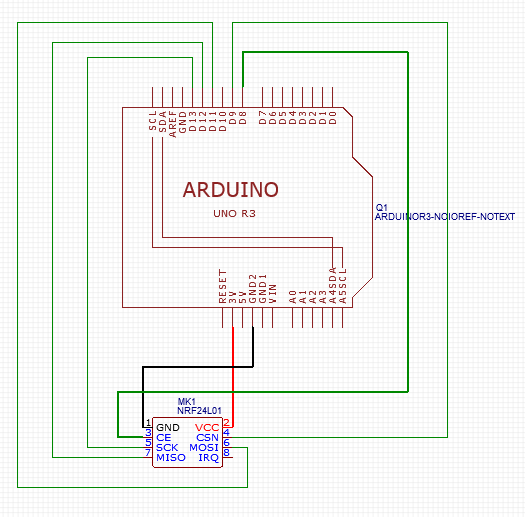 SCL SDA AREF GND D13 D12 D11 D10 D9 D8 D7 D6 D5 D4 D3 D2 D1 D0
ARDUINO
UNO R3
Q1
ARDUINOR3-NOIOREF-NOTEXT
RESET 3V 5V GND2 GND1 VIN A0 A1 A2 A3 A4SDA A5SCL
MK1
NRF24L01
1 GND VCC 2
3 CE CSN 4
5 SCK MOSI 6
7 MISO IRQ 8